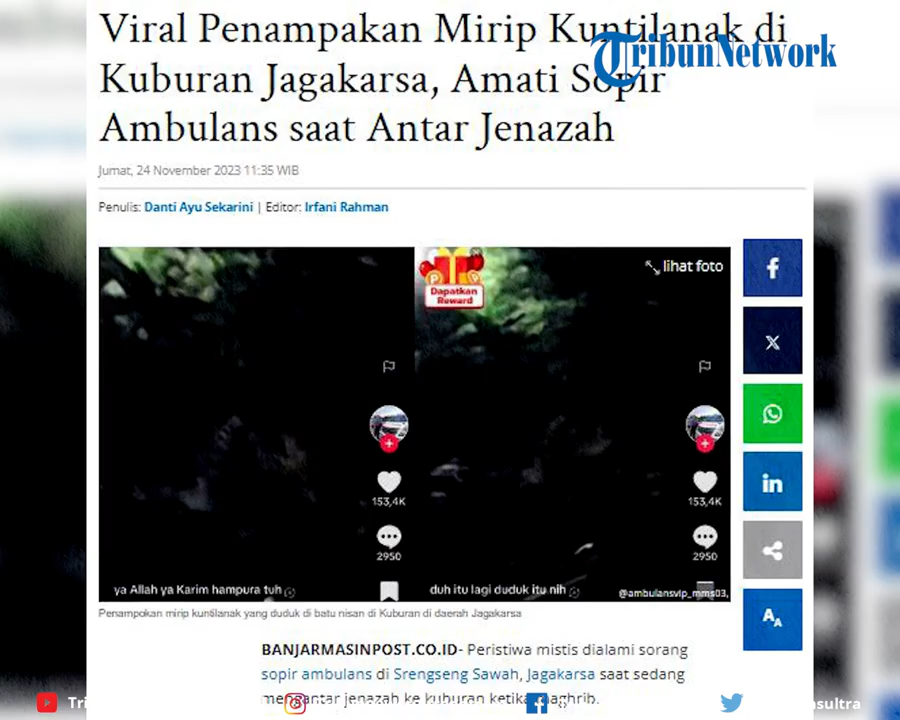 Viral Penampakan Mirip Kuntilanak di
TribunNetwork
Kuburan Jagakarsa, Amati Sopir
Ambulans saat Antar Jenazah
Jumat, 24 November 2023 11:35 WIB
Penulis: Danti Ayu Sekarini | Editor: Irfani Rahman
lihat foto
Dapatkan
Reward
153,4K
153,4K
2950
2950
ya Allah ya Karim hampura tuh
duh itu lagi duduk itu nih
@ambulansvip_mms03,
Penampokan mirip kuntilanak yang duduk di batu nisan di Kuburan di daerah Jagakarsa
BANJARMASINPOST.CO.ID- Peristiwa mistis dialami sorang
sopir ambulans di Srengseng Sawah, Jagakarsa saat sedang
mengantar jenazah ke kuburan ketika maghrib.